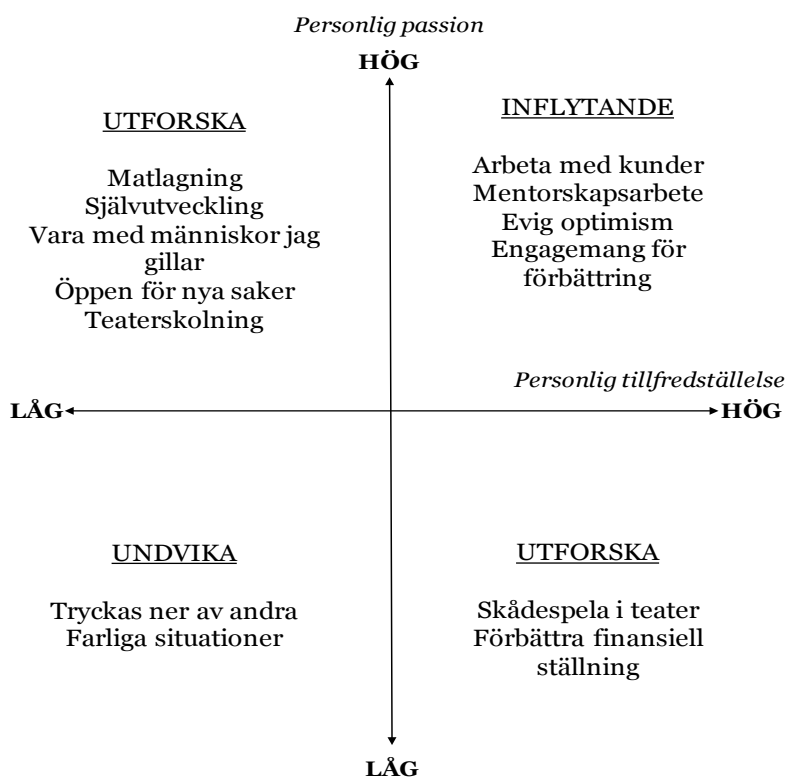 Personlig passion
HÖG
UTFORSKA
Matlagning
Självutveckling
Vara med människor jag
gillar
Öppen för nya saker
Teaterskolning
INFLYTANDE
Arbeta med kunder
Mentorskapsarbete
Evig optimism
Engagemang för
förbättring
Personlig tillfredställelse
LÅG
HÖG
UNDVIKA
Tryckas ner av andra
Farliga situationer
UTFORSKA
Skådespela i teater
Förbättra finansiell
ställning
LÅG